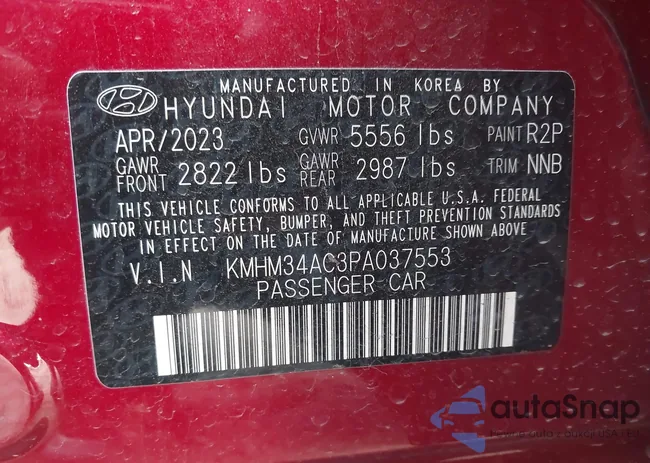 MANUFACTURED IN KOREA BY
HYUNDAI MOTOR COMPANY
APR/2023 GVWR 5556 lbs PAINT R2P
GAWR FRONT 2822 lbs GAWR REAR 2987 lbs TRIM NNB
THIS VEHICLE CONFORMS TO ALL APPLICABLE U.S.A. FEDERAL
MOTOR VEHICLE SAFETY, BUMPER, AND THEFT PREVENTION STANDARDS
IN EFFECT ON THE DATE OF MANUFACTURE SHOWN ABOVE
V.I.N KMHM34AC3PA037553
PASSENGER CAR
autaSnap